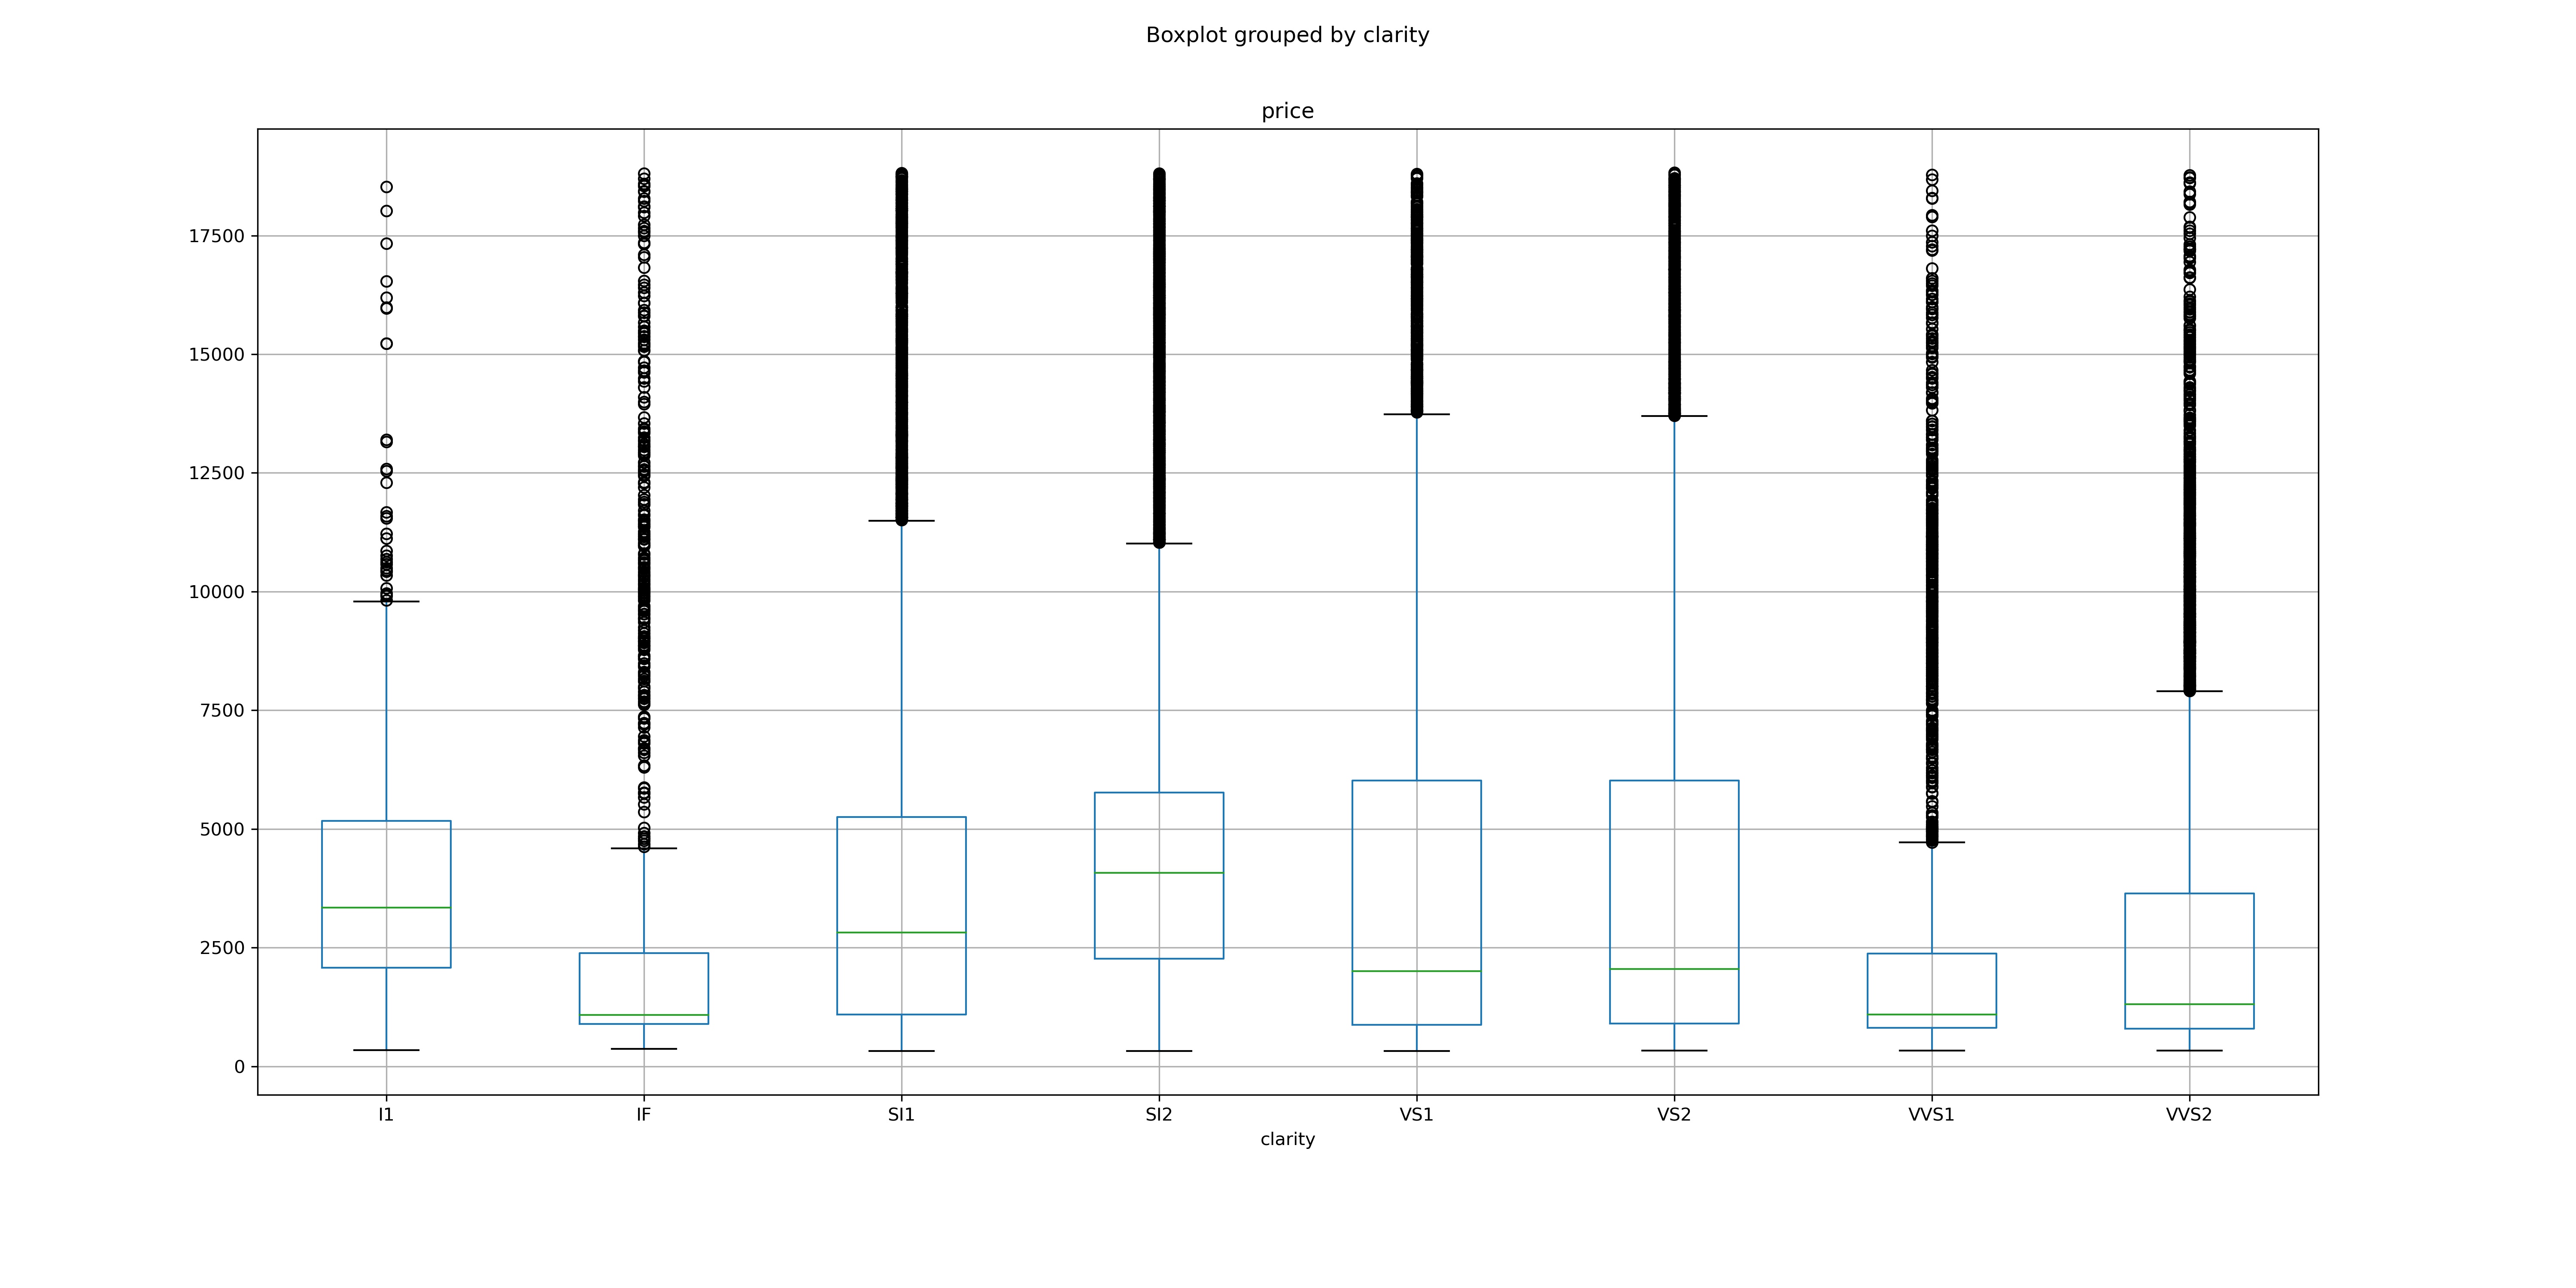 Boxplot grouped by clarity
price
17500
15000
12500
10000
7500
5000
2500
0
I1 IF SI1 SI2 VS1 VS2 VVS1 VVS2
clarity